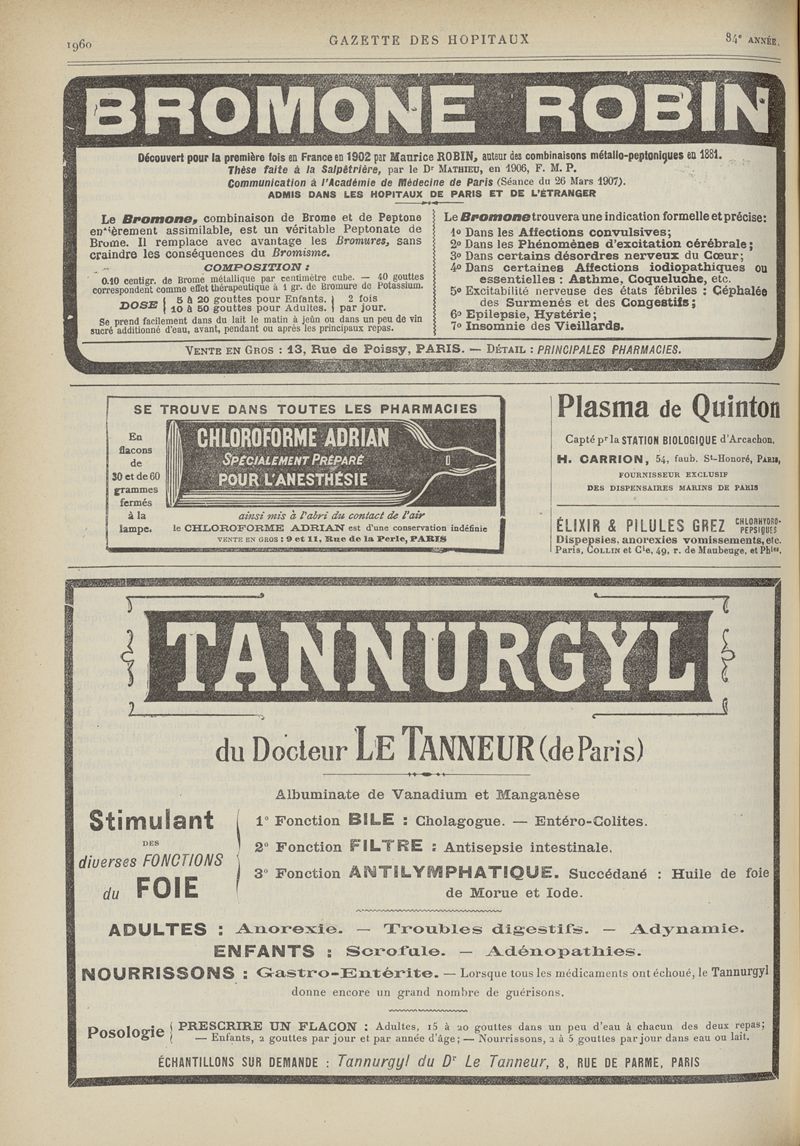 1960
GAZETTE DES HOPITAUX
84e ANNÉE.
BROMONE ROBIN
Découvert pour la première fois en France en 1902 par Maurice ROBIN, auteur des combinaisons métallo-peptoniques en 1881.
Thèse faite à la Salpêtrière, par le Dr MATHIEU, en 1906, F. M. P.
Communication à l'Académie de Médecine de Paris (Séance du 26 Mars 1907).
ADMIS DANS LES HOPITAUX DE PARIS ET DE L'ÉTRANGER
Le Bromone, combinaison de Brome et de Peptone
entièrement assimilable, est un véritable Peptonate de
Brome. Il remplace avec avantage les Bromures, sans
craindre les conséquences du Bromisme.
COMPOSITION :
0.10 centigr. de Brome métallique par centimètre cube. — 40 gouttes
correspondent comme effet thérapeutique à 1 gr. de Bromure de Potassium.
DOSE { 5 à 20 gouttes pour Enfants. } 2 fois
{ 10 à 50 gouttes pour Adultes. } par jour.
Se prend facilement dans du lait le matin à jeûn ou dans un peu de vin
sucré additionné d'eau, avant, pendant ou après les principaux repas.
Le Bromone trouvera une indication formelle et précise:
1o Dans les Affections convulsives;
2o Dans les Phénomènes d'excitation cérébrale;
3o Dans certains désordres nerveux du Cœur;
4o Dans certaines Affections iodiopathiques ou
essentielles : Asthme, Coqueluche, etc.
5o Excitabilité nerveuse des états fébriles : Céphalée
des Surmenés et des Congestifs;
6o Epilepsie, Hystérie;
7o Insomnie des Vieillards.
VENTE EN GROS : 13, Rue de Poissy, PARIS. — DÉTAIL : PRINCIPALES PHARMACIES.
SE TROUVE DANS TOUTES LES PHARMACIES
En
flacons
de
30 et de 60
grammes
fermés
à la
lampe.
CHLOROFORME ADRIAN
SPÉCIALEMENT PRÉPARÉ
POUR L'ANESTHÉSIE
ainsi mis à l'abri du contact de l'air
le CHLOROFORME ADRIAN est d'une conservation indéfinie
VENTE EN GROS : 9 et 11, Rue de la Perle, PARIS
Plasma de Quinton
Capté pr la STATION BIOLOGIQUE d'Arcachon.
H. CARRION, 54, faub. St-Honoré, PARIS,
FOURNISSEUR EXCLUSIF
DES DISPENSAIRES MARINS DE PARIS
ÉLIXIR & PILULES GREZ CHLORHYDRO-
PEPSIQUES
Dispepsies, anorexies vomissements, etc.
Paris, COLLIN et Cie, 49, r. de Maubeuge, et Phies.
TANNURGYL
du Docteur LE TANNEUR (de Paris)
Albuminate de Vanadium et Manganèse
Stimulant
DES
diverses FONCTIONS
du FOIE
1o Fonction BILE : Cholagogue. — Entéro-Colites.
2o Fonction FILTRE : Antisepsie intestinale.
3o Fonction ANTILYMPHATIQUE. Succédané : Huile de foie
de Morue et Iode.
ADULTES : Anorexie. — Troubles digestifs. — Adynamie.
ENFANTS : Scrofule. — Adénopathies.
NOURRISSONS : Gastro-Entérite. — Lorsque tous les médicaments ont échoué, le Tannurgyl
donne encore un grand nombre de guérisons.
Posologie { PRESCRIRE UN FLACON : Adultes, 15 à 20 gouttes dans un peu d'eau à chacun des deux repas;
— Enfants, 2 gouttes par jour et par année d'âge; — Nourrissons, 2 à 5 gouttes par jour dans eau ou lait.
ÉCHANTILLONS SUR DEMANDE : Tannurgyl du Dr Le Tanneur, 8, RUE DE PARME, PARIS